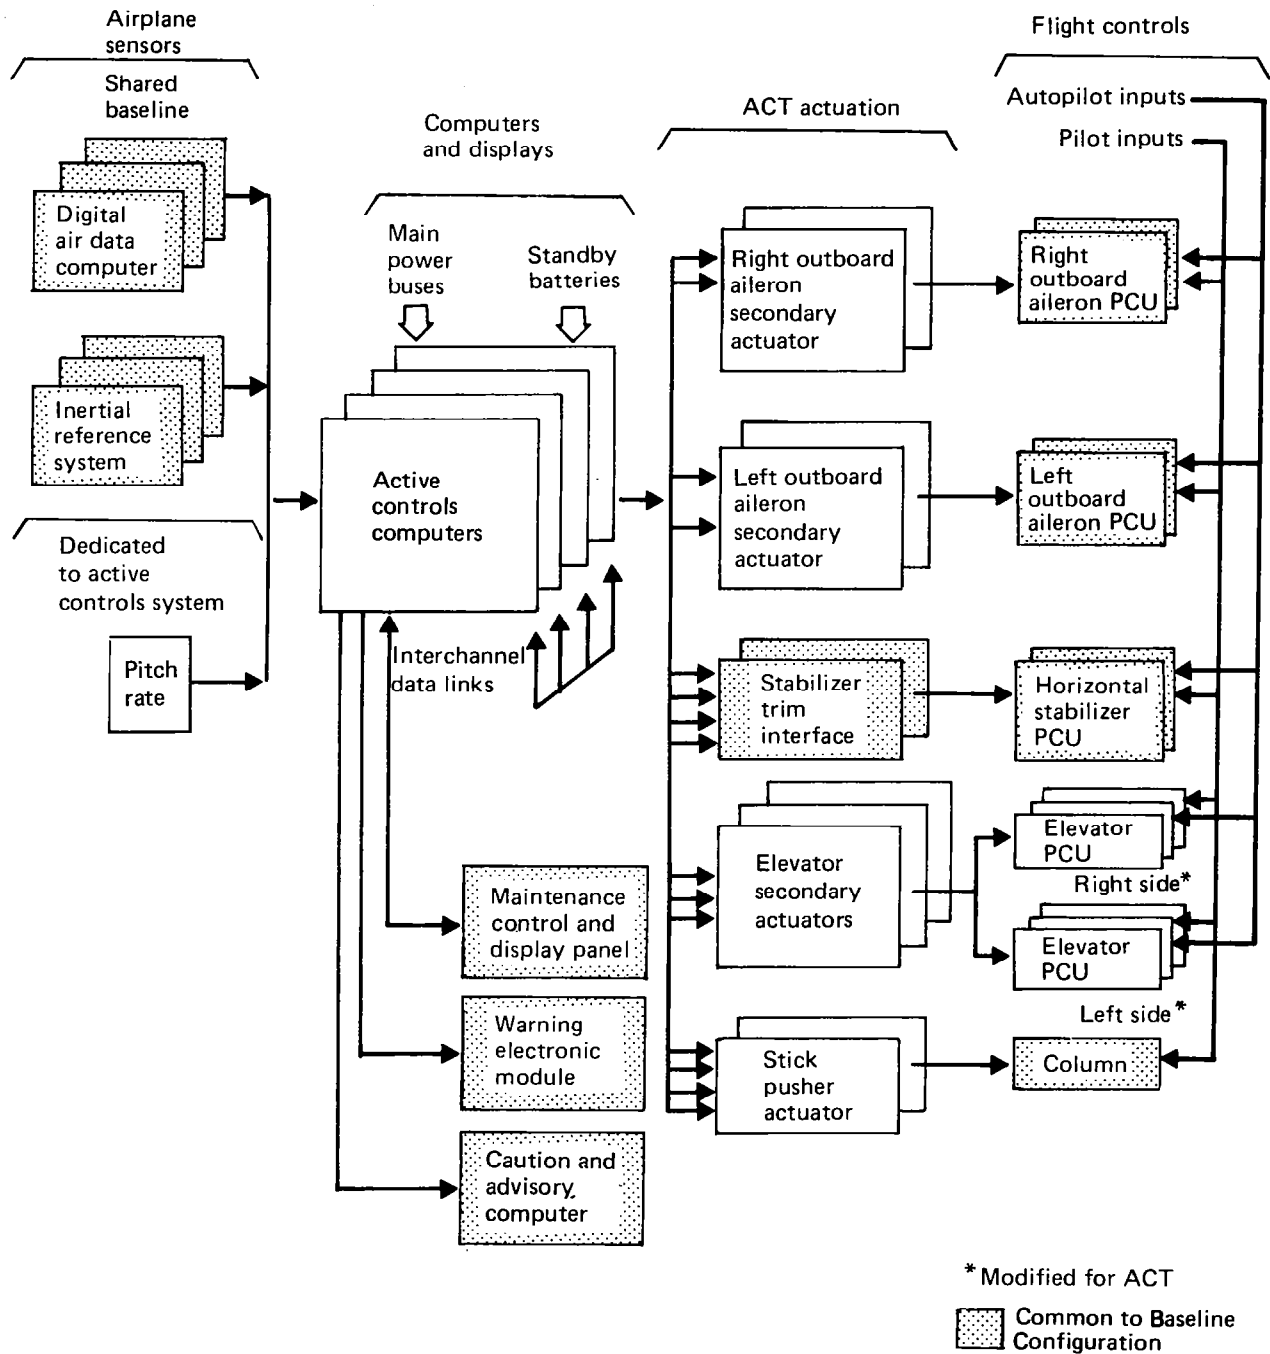 Airplane
sensors
Shared
baseline
Digital
air data
computer
Inertial
reference
system
Dedicated
to active
controls system
Pitch
rate
Computers
and displays
Main
power
buses
Standby
batteries
Active
controls
computers
Interchannel
data links
Maintenance
control and
display panel
Warning
electronic
module
Caution and
advisory
computer
ACT actuation
Right outboard
aileron
secondary
actuator
Left outboard
aileron
secondary
actuator
Stabilizer
trim
interface
Elevator
secondary
actuators
Stick
pusher
actuator
Flight controls
Autopilot inputs
Pilot inputs
Right
outboard
aileron PCU
Left
outboard
aileron PCU
Horizontal
stabilizer
PCU
Elevator
PCU
Right side*
Elevator
PCU
Left side*
Column
*Modified for ACT
Common to Baseline
Configuration